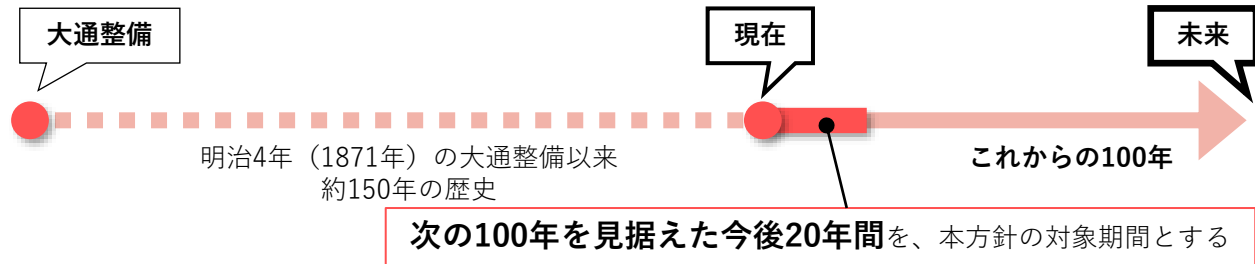 大通整備
現在
未来
明治4年（1871年）の大通整備以来
約150年の歴史
これからの100年
次の100年を見据えた今後20年間を、本方針の対象期間とする